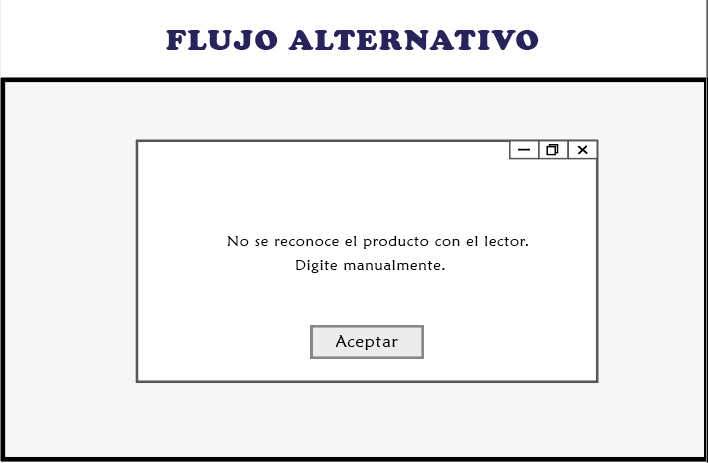 FLUJO ALTERNATIVO
No se reconoce el producto con el lector.
Digite manualmente.
Aceptar